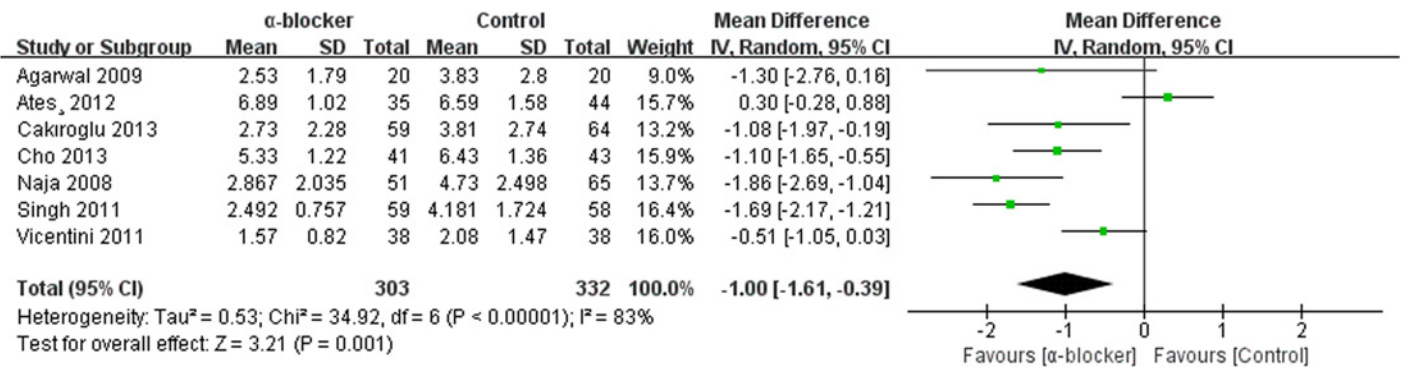 α-blocker Control Mean Difference Mean Difference
Study or Subgroup Mean SD Total Mean SD Total Weight IV, Random, 95% CI IV, Random, 95% CI
Agarwal 2009 2.53 1.79 20 3.83 2.8 20 9.0% -1.30 [-2.76, 0.16]
Ates¸ 2012 6.89 1.02 35 6.59 1.58 44 15.7% 0.30 [-0.28, 0.88]
Cakıroglu 2013 2.73 2.28 59 3.81 2.74 64 13.2% -1.08 [-1.97, -0.19]
Cho 2013 5.33 1.22 41 6.43 1.36 43 15.9% -1.10 [-1.65, -0.55]
Naja 2008 2.867 2.035 51 4.73 2.498 65 13.7% -1.86 [-2.69, -1.04]
Singh 2011 2.492 0.757 59 4.181 1.724 58 16.4% -1.69 [-2.17, -1.21]
Vicentini 2011 1.57 0.82 38 2.08 1.47 38 16.0% -0.51 [-1.05, 0.03]
Total (95% CI) 303 332 100.0% -1.00 [-1.61, -0.39]
Heterogeneity: Tau² = 0.53; Chi² = 34.92, df = 6 (P < 0.00001); I² = 83%
Test for overall effect: Z = 3.21 (P = 0.001)
-2 -1 0 1 2
Favours [α-blocker] Favours [Control]